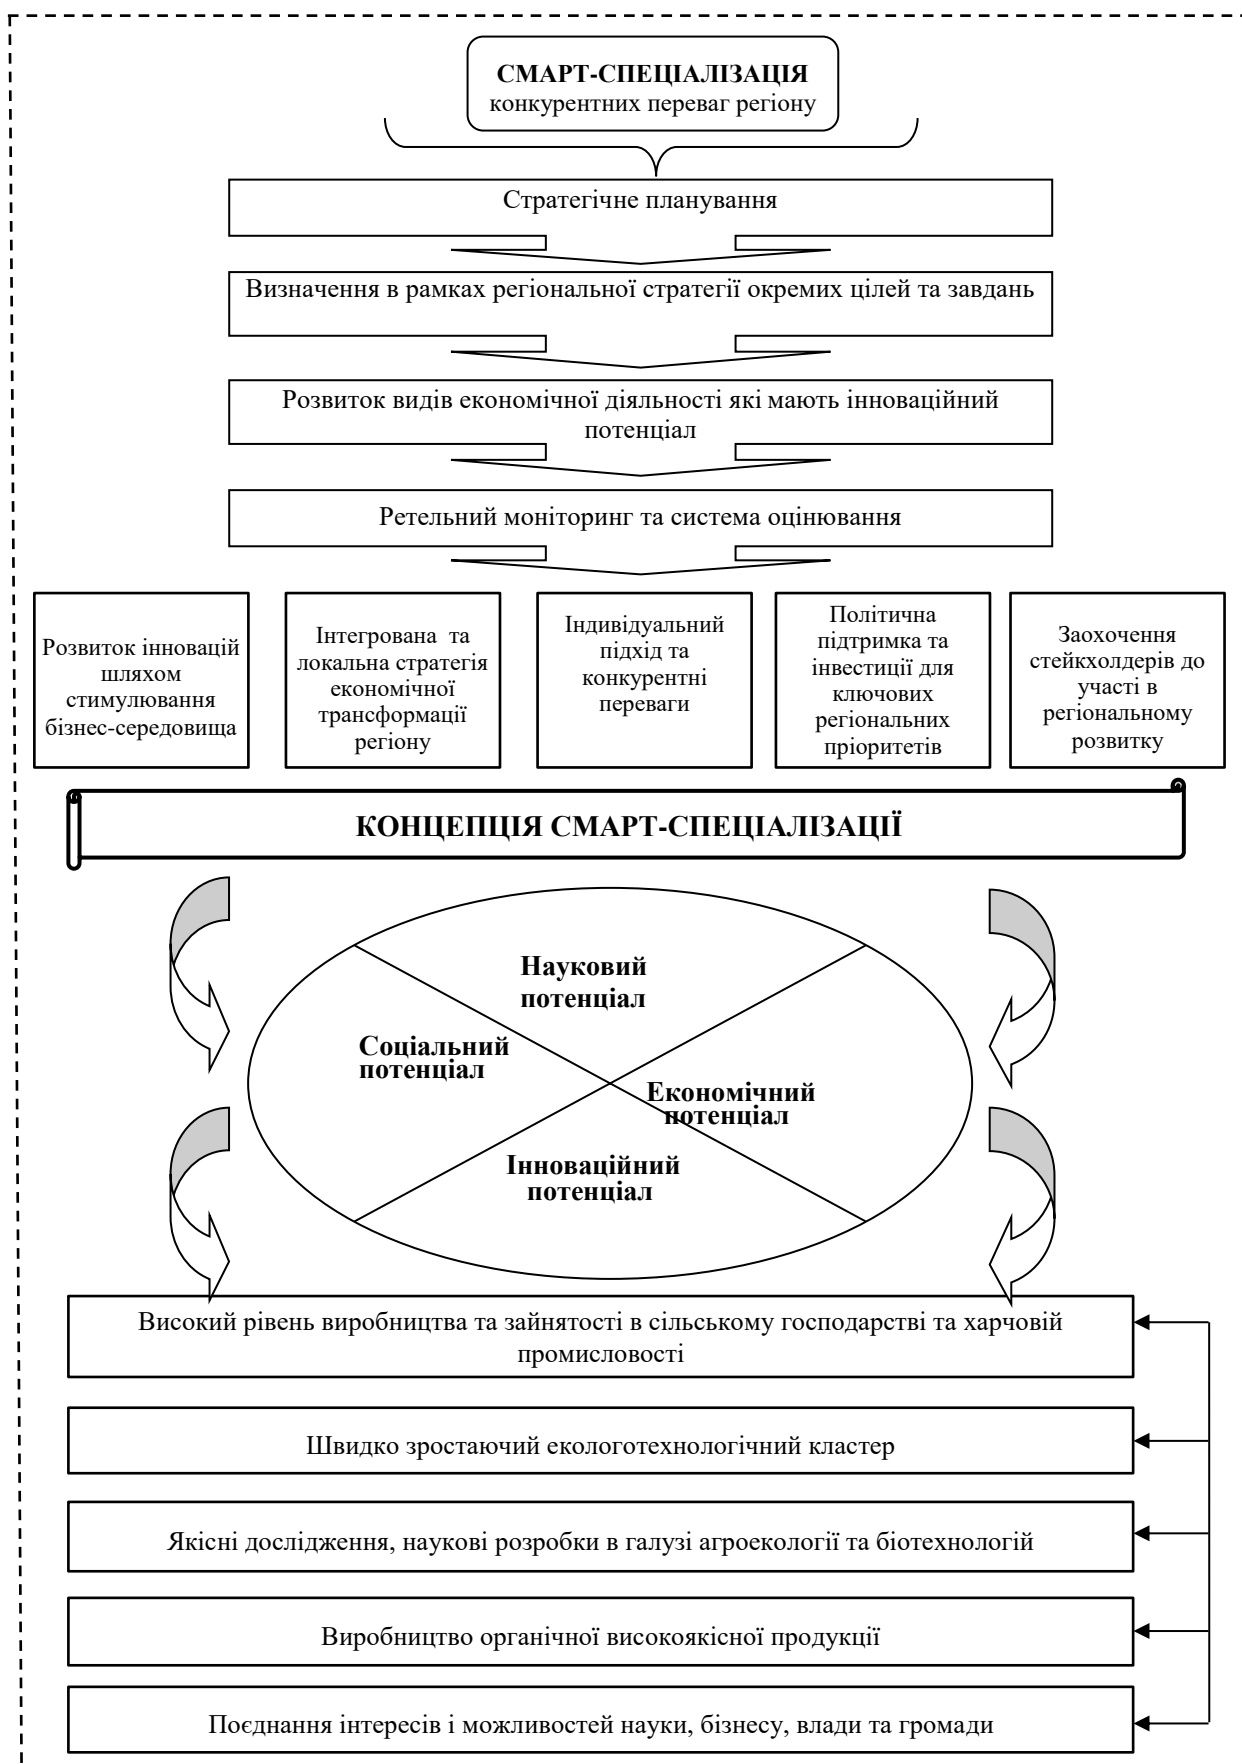 СМАРТ-СПЕЦІАЛІЗАЦІЯ
конкурентних переваг регіону
Стратегічне планування
Визначення в рамках регіональної стратегії окремих цілей та завдань
Розвиток видів економічної діяльності які мають інноваційний
потенціал
Ретельний моніторинг та система оцінювання
Розвиток інновацій
шляхом
стимулювання
бізнес-середовища
Інтегрована та
локальна стратегія
економічної
трансформації
регіону
Індивідуальний
підхід та
конкурентні
переваги
Політична
підтримка та
інвестиції для
ключових
регіональних
пріоритетів
Заохочення
стейкхолдерів до
участі в
регіональному
розвитку
КОНЦЕПЦІЯ СМАРТ-СПЕЦІАЛІЗАЦІЇ
Науковий
потенціал
Соціальний
потенціал
Економічний
потенціал
Інноваційний
потенціал
Високий рівень виробництва та зайнятості в сільському господарстві та харчовій
промисловості
Швидко зростаючий екологотехнологічний кластер
Якісні дослідження, наукові розробки в галузі агроекології та біотехнологій
Виробництво органічної високоякісної продукції
Поєднання інтересів і можливостей науки, бізнесу, влади та громади